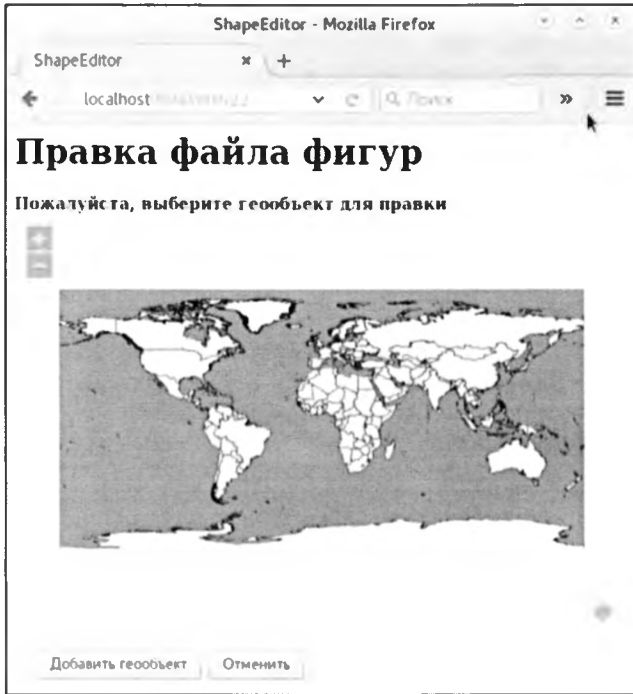 ShapeEditor - Mozilla Firefox
ShapeEditor × +
localhost Поиск »
Правка файла фигур
Пожалуйста, выберите геообъект для правки
+
-
Добавить геообъект Отменить